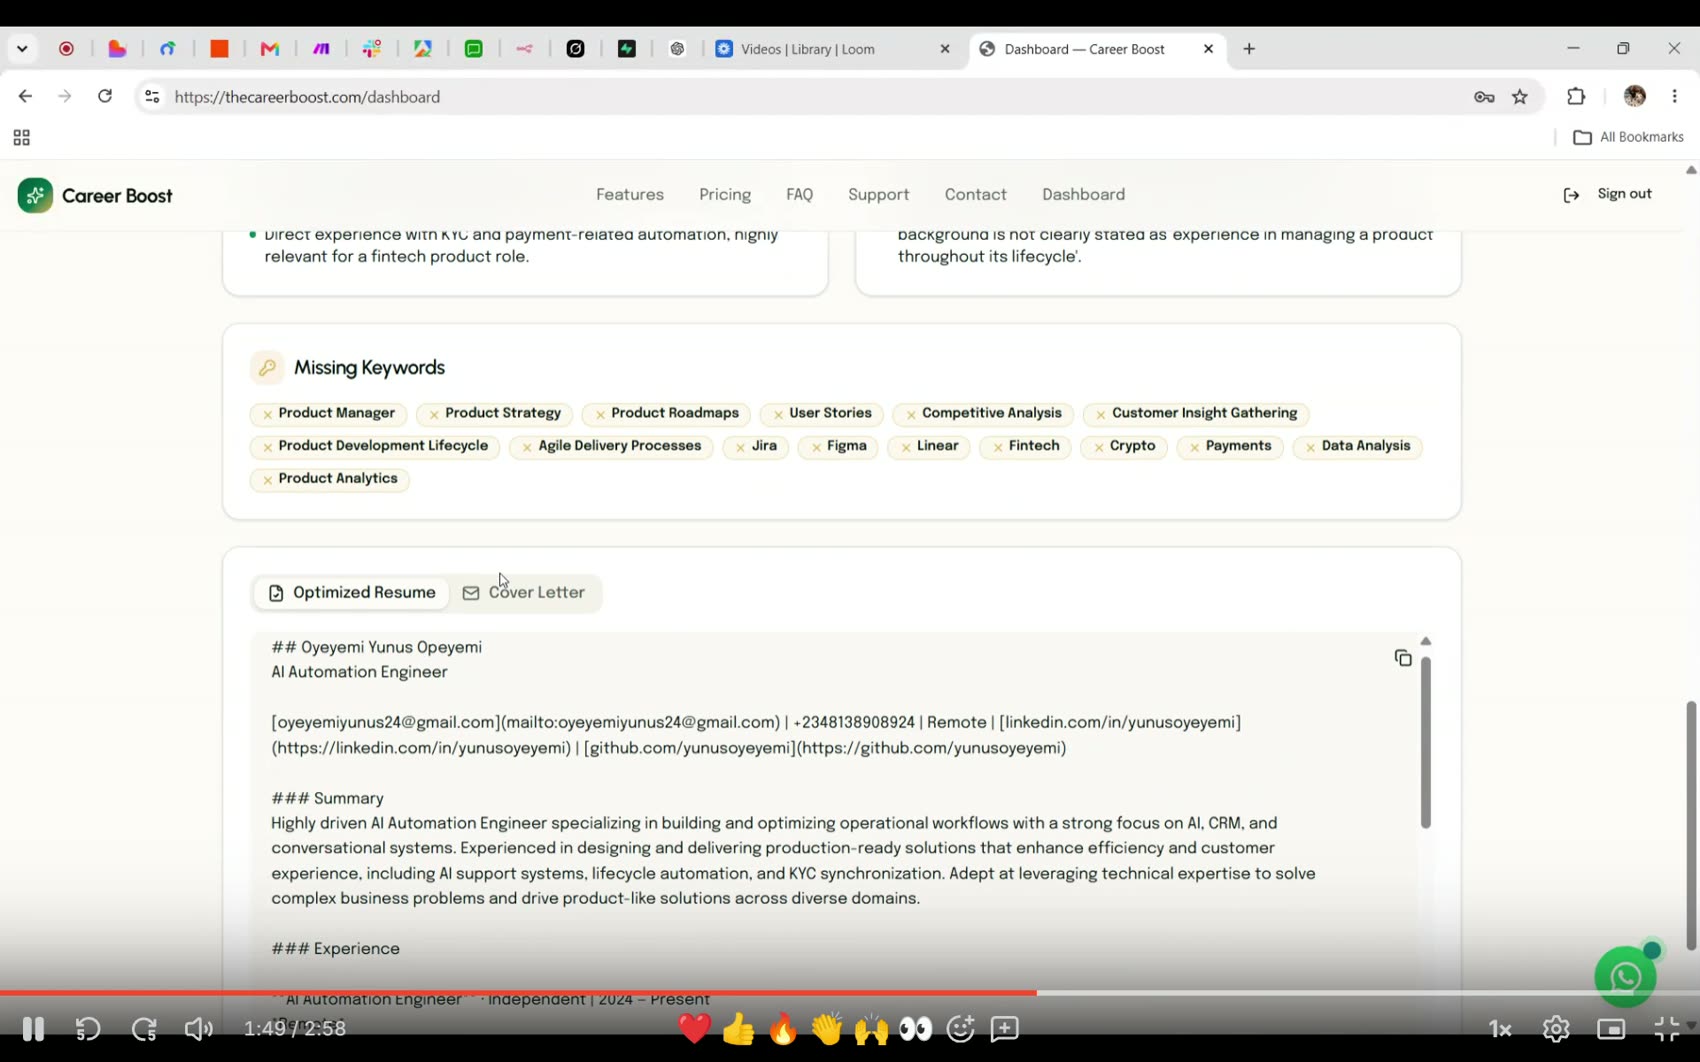 Videos | Library | Loom
Dashboard — Career Boost
https://thecareerboost.com/dashboard
All Bookmarks
Career Boost
Features
Pricing
FAQ
Support
Contact
Dashboard
Sign out
Direct experience with KYC and payment-related automation, highly
relevant for a fintech product role.
background is not clearly stated as 'experience in managing a product
throughout its lifecycle'.
Missing Keywords
× Product Manager × Product Strategy × Product Roadmaps × User Stories × Competitive Analysis × Customer Insight Gathering
× Product Development Lifecycle × Agile Delivery Processes × Jira × Figma × Linear × Fintech × Crypto × Payments × Data Analysis
× Product Analytics
Optimized Resume
Cover Letter
## Oyeyemi Yunus Opeyemi
AI Automation Engineer
[oyeyemiyunus24@gmail.com](mailto:oyeyemiyunus24@gmail.com) | +2348138908924 | Remote | [linkedin.com/in/yunusoyeyemi]
(https://linkedin.com/in/yunusoyeyemi) | [github.com/yunusoyeyemi](https://github.com/yunusoyeyemi)
### Summary
Highly driven AI Automation Engineer specializing in building and optimizing operational workflows with a strong focus on AI, CRM, and
conversational systems. Experienced in designing and delivering production-ready solutions that enhance efficiency and customer
experience, including AI support systems, lifecycle automation, and KYC synchronization. Adept at leveraging technical expertise to solve
complex business problems and drive product-like solutions across diverse domains.
### Experience
**AI Automation Engineer** · Independent | 2024 – Present
1:49 / 2:58
1x